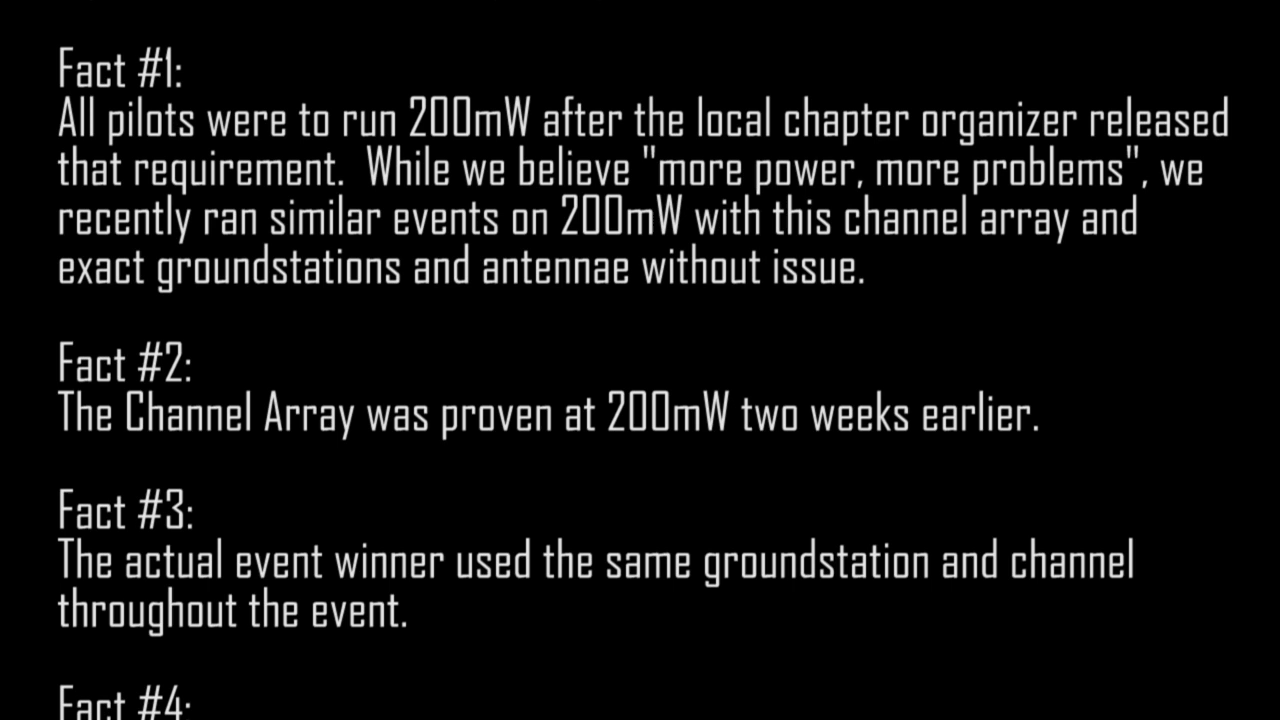 Fact #1:
All pilots were to run 200mW after the local chapter organizer released
that requirement.  While we believe "more power, more problems", we
recently ran similar events on 200mW with this channel array and
exact groundstations and antennae without issue.
Fact #2:
The Channel Array was proven at 200mW two weeks earlier.
Fact #3:
The actual event winner used the same groundstation and channel
throughout the event.
Fact #4: